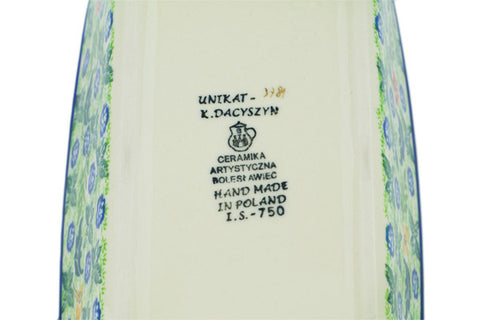 UNIKAT -
K. DACYSZYN
CERAMIKA
ARTYSTYCZNA
BOLESŁAWIEC
HAND MADE
IN POLAND
I.S.-750